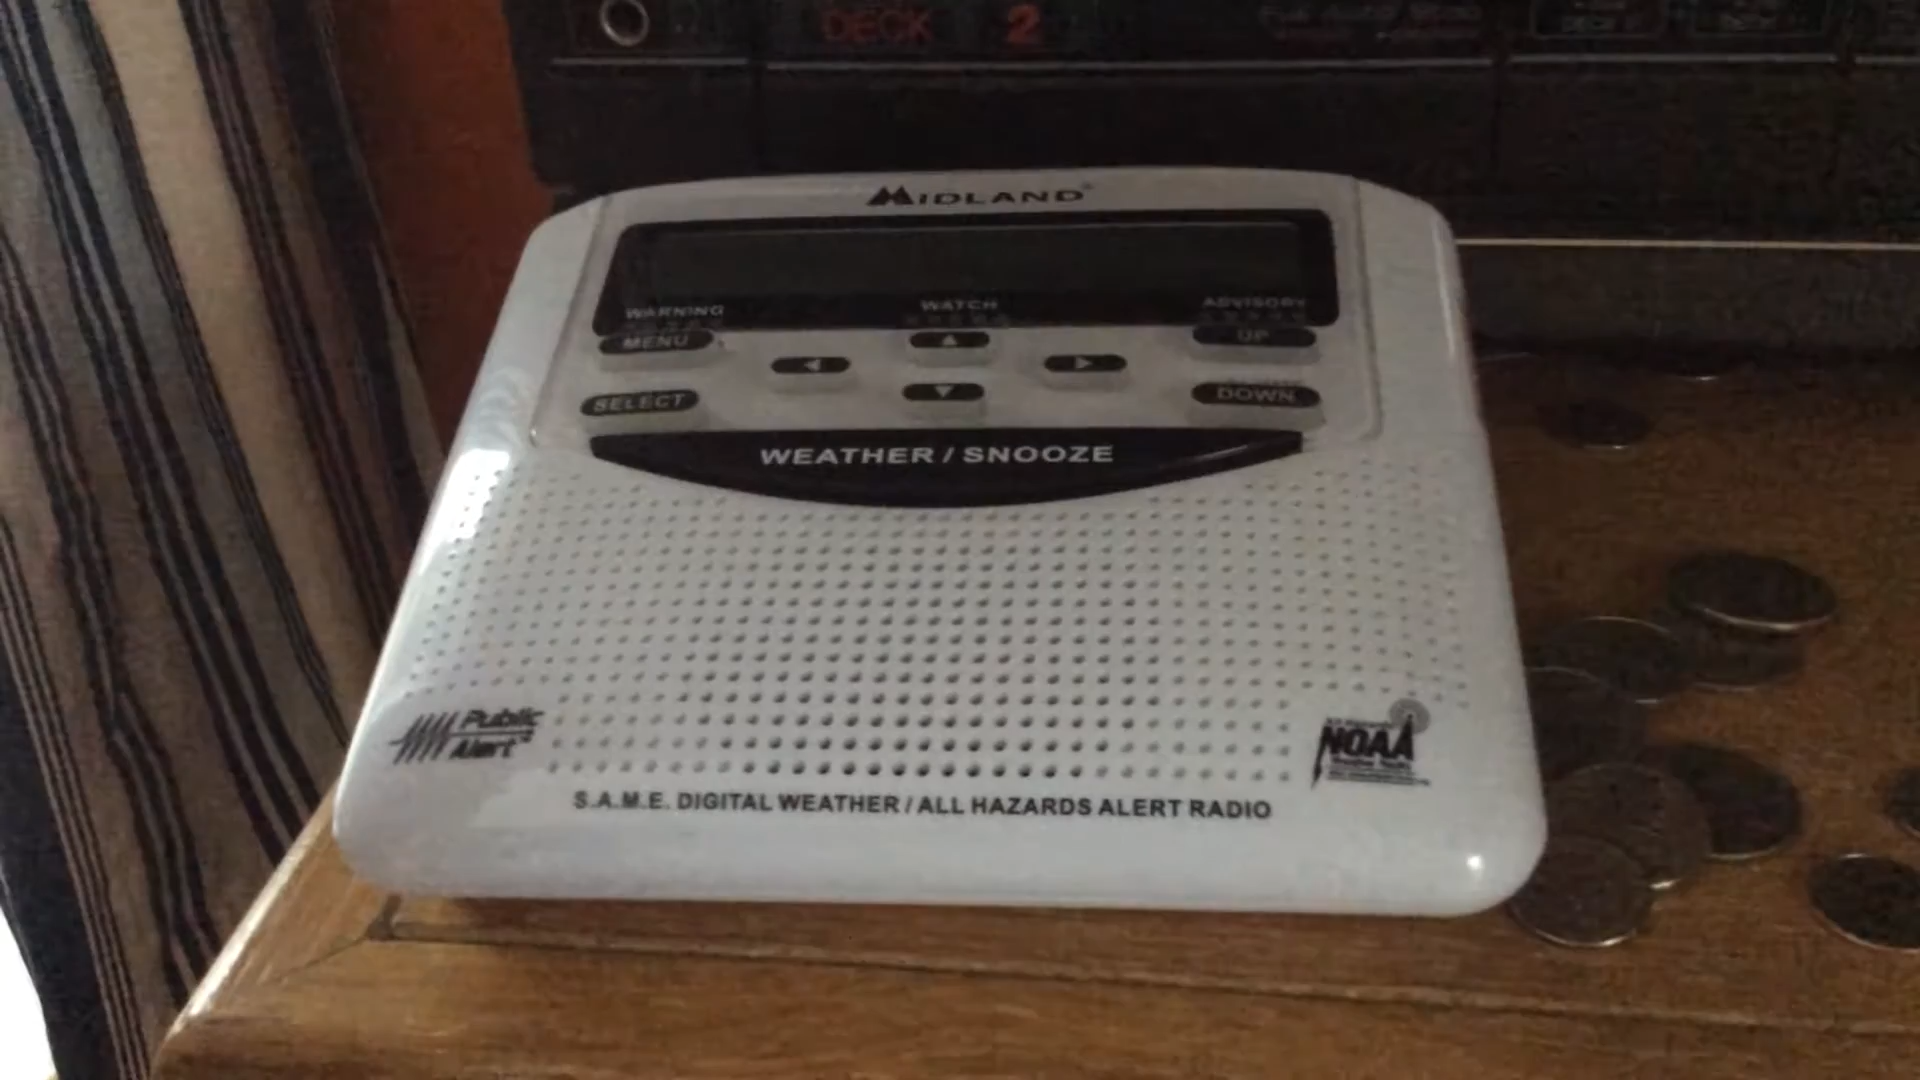 DECK 2
MIDLAND
WARNING WATCH ADVISORY
MENU UP
SELECT DOWN
WEATHER / SNOOZE
Public
Alert
NOAA
S.A.M.E. DIGITAL WEATHER / ALL HAZARDS ALERT RADIO